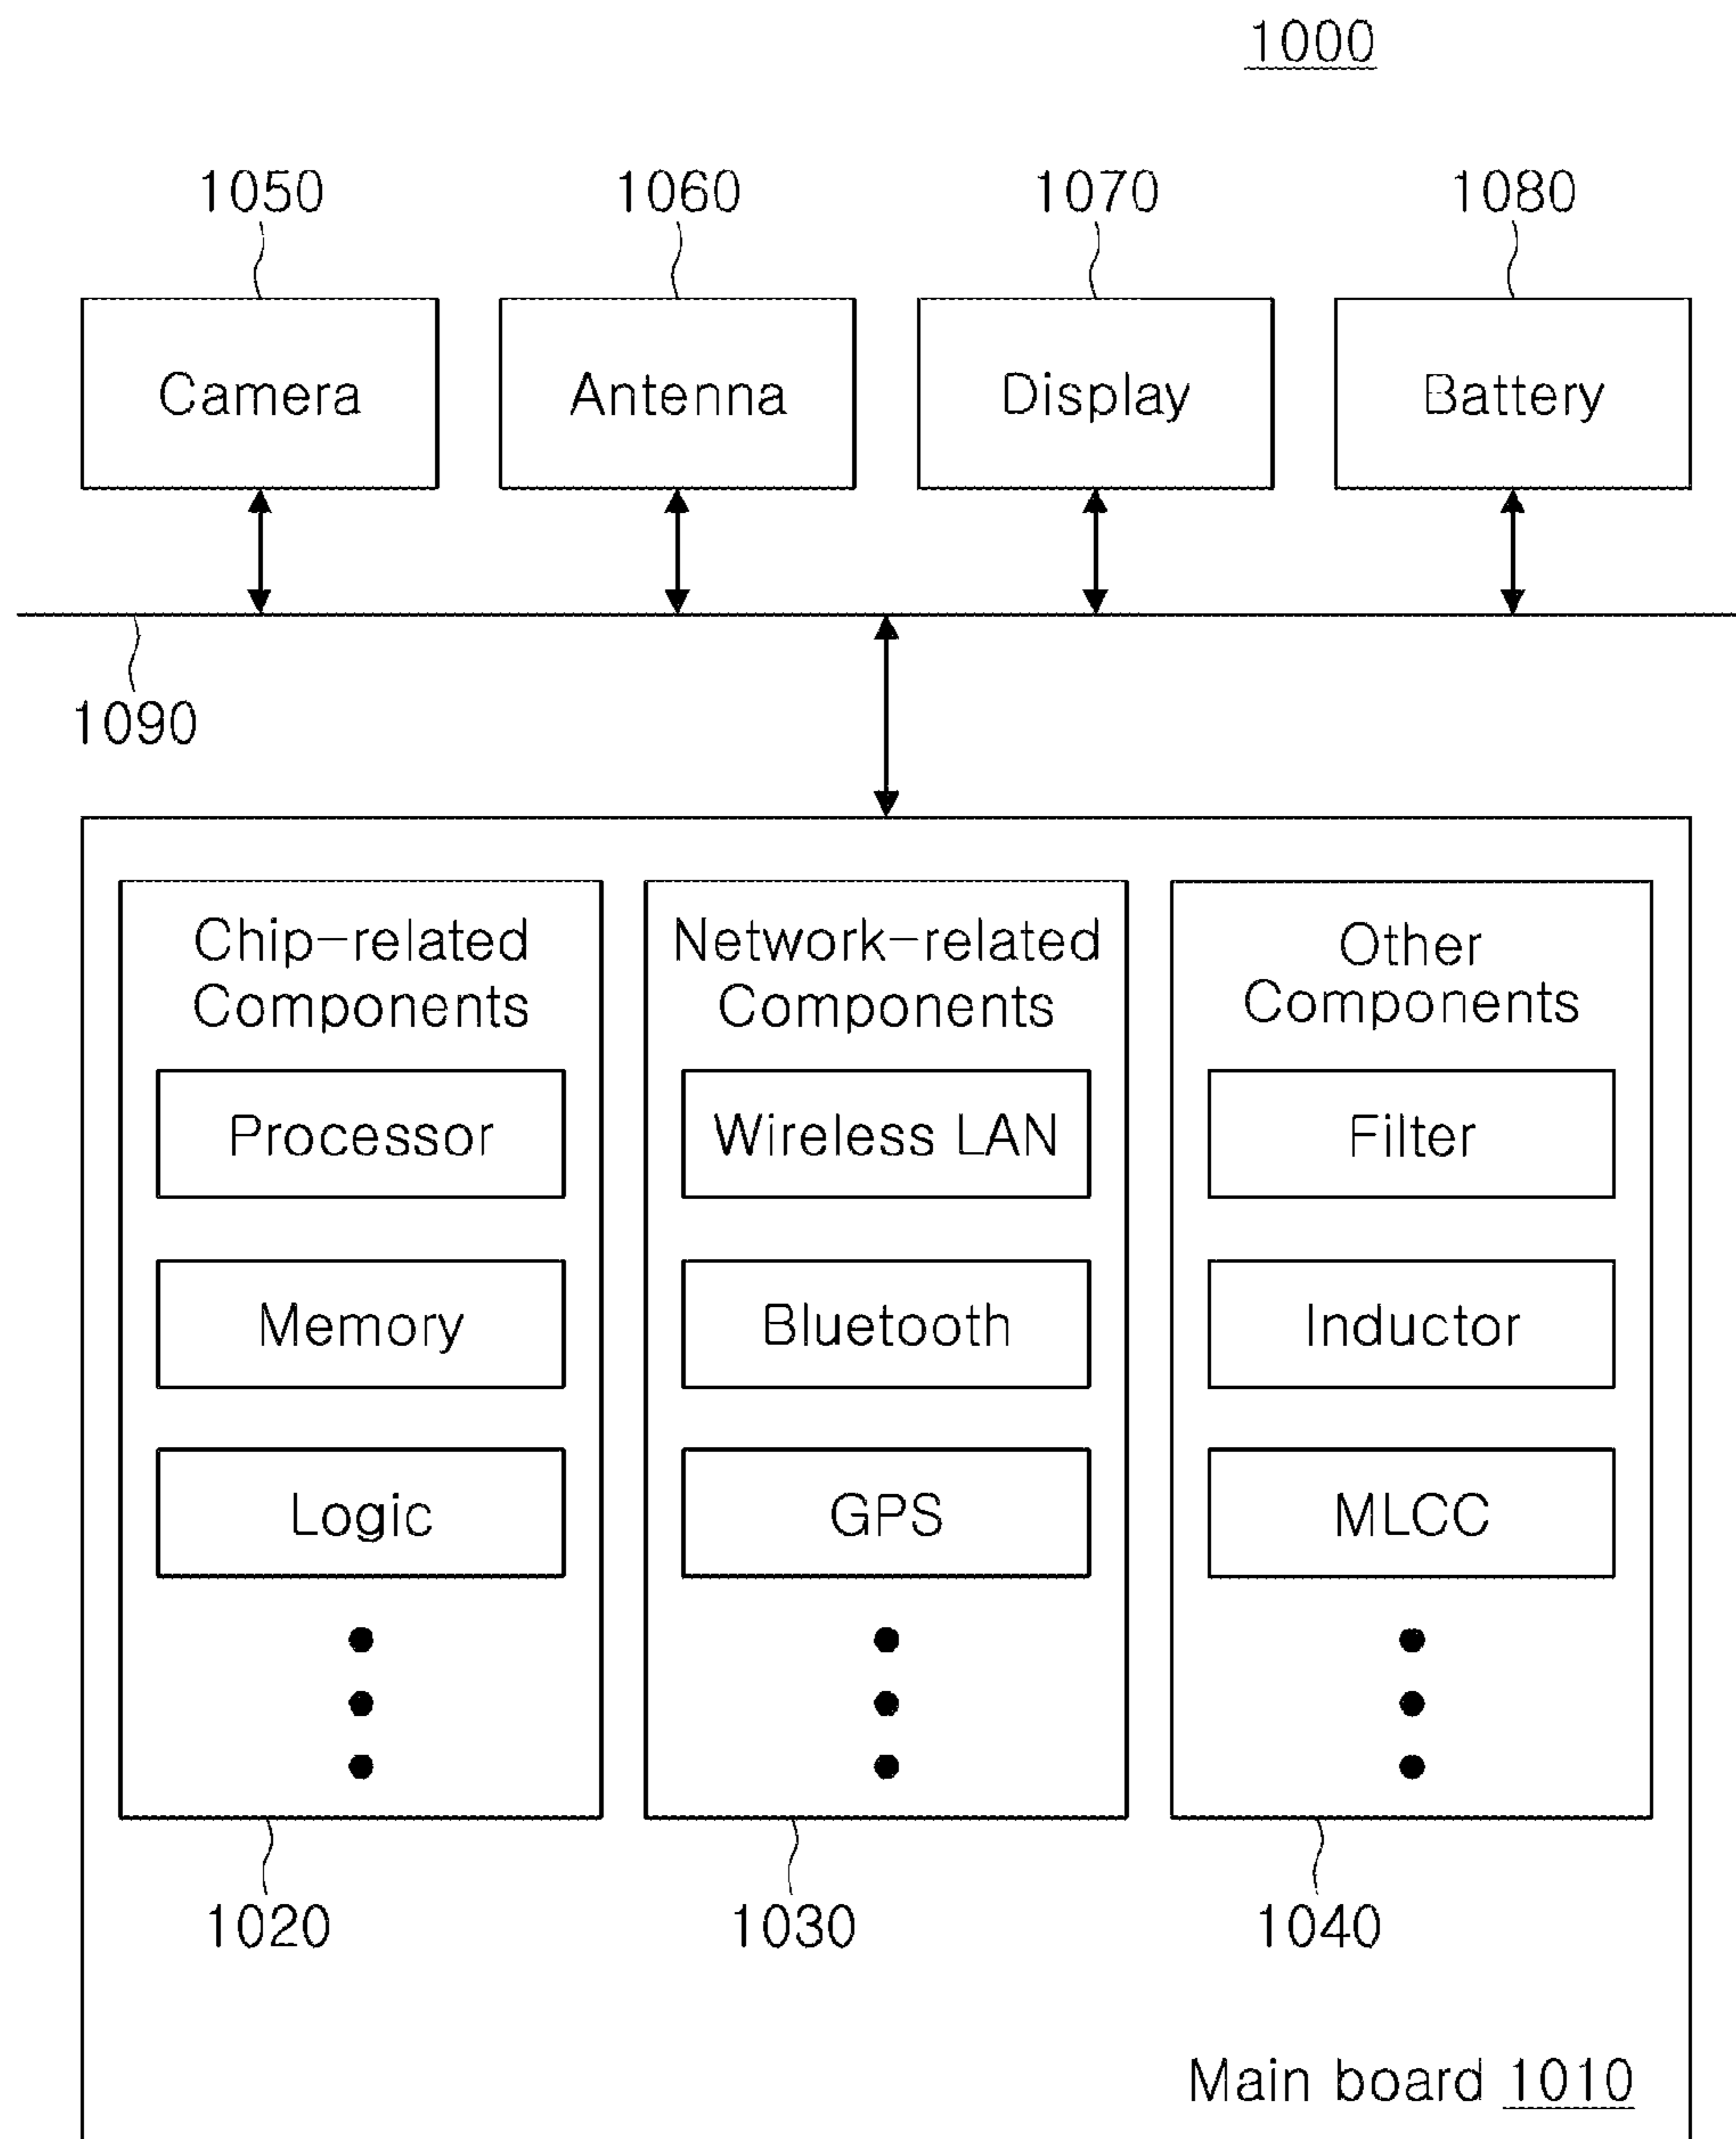 1000
1050 1060 1070 1080
Camera Antenna Display Battery
1090
Chip-related
Components
Processor
Memory
Logic
1020
Network-related
Components
Wireless LAN
Bluetooth
GPS
1030
Other
Components
Filter
Inductor
MLCC
1040
Main board 1010